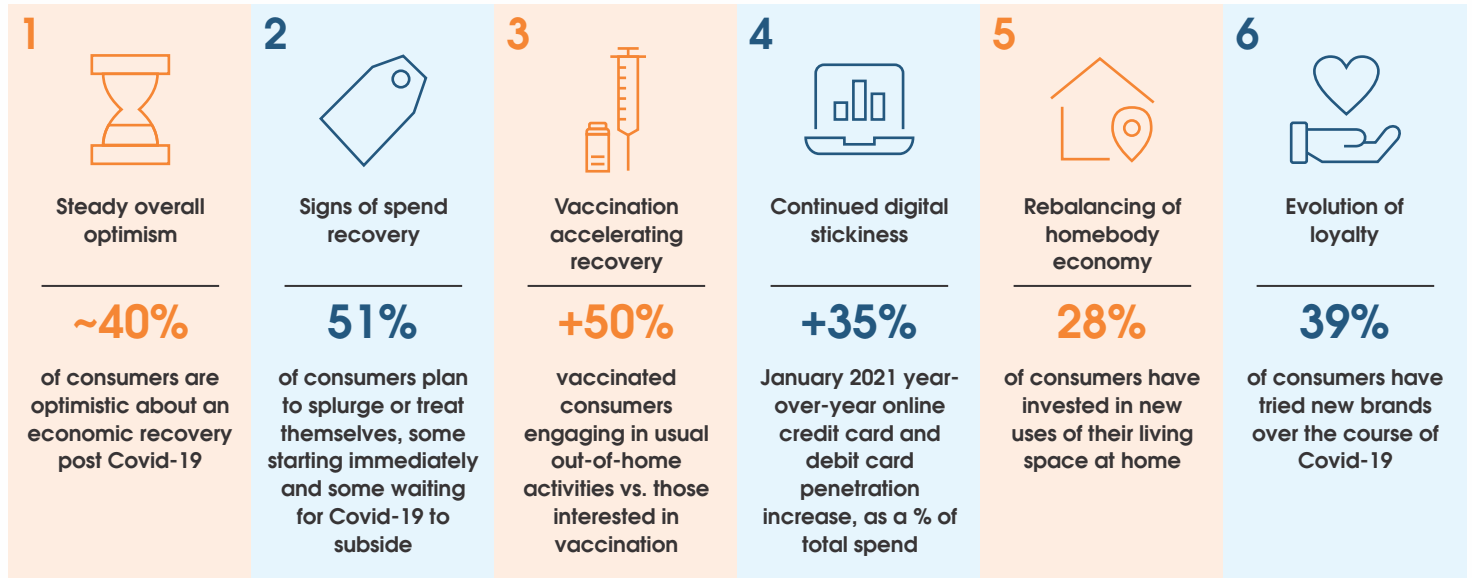 1
Steady overall
optimism
~40%
of consumers are
optimistic about an
economic recovery
post Covid-19
2
Signs of spend
recovery
51%
of consumers plan
to splurge or treat
themselves, some
starting immediately
and some waiting
for Covid-19 to
subside
3
Vaccination
accelerating
recovery
+50%
vaccinated
consumers
engaging in usual
out-of-home
activities vs. those
interested in
vaccination
4
Continued digital
stickiness
+35%
January 2021 year-
over-year online
credit card and
debit card
penetration
increase, as a % of
total spend
5
Rebalancing of
homebody
economy
28%
of consumers have
invested in new
uses of their living
space at home
6
Evolution of
loyalty
39%
of consumers have
tried new brands
over the course of
Covid-19